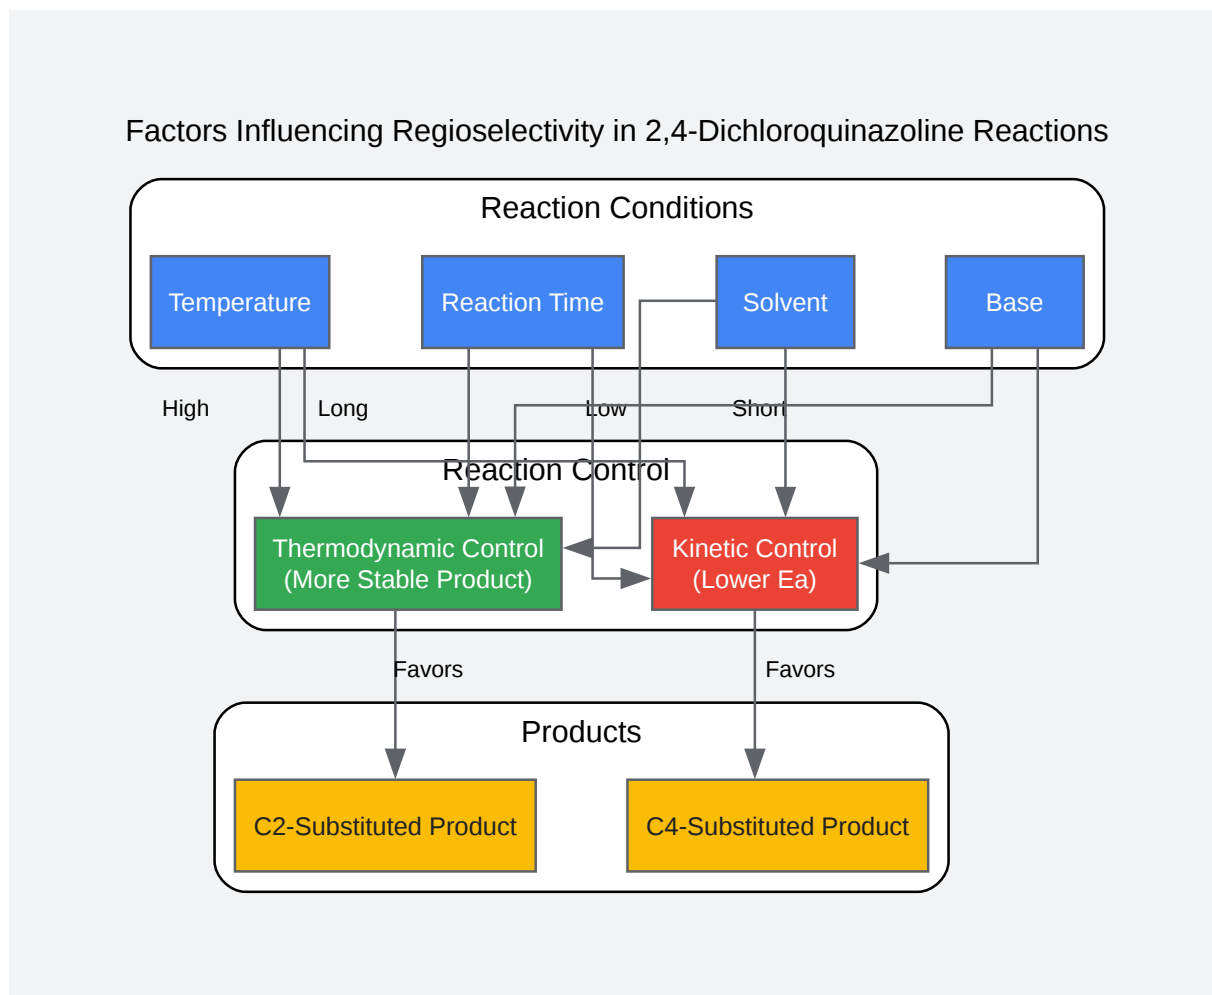 Factors Influencing Regioselectivity in 2,4-Dichloroquinazoline Reactions
Reaction Conditions
Temperature
Reaction Time
Solvent
Base
High
Long
Low
Short
Reaction Control
Thermodynamic Control
(More Stable Product)
Kinetic Control
(Lower Ea)
Favors
Favors
Products
C2-Substituted Product
C4-Substituted Product